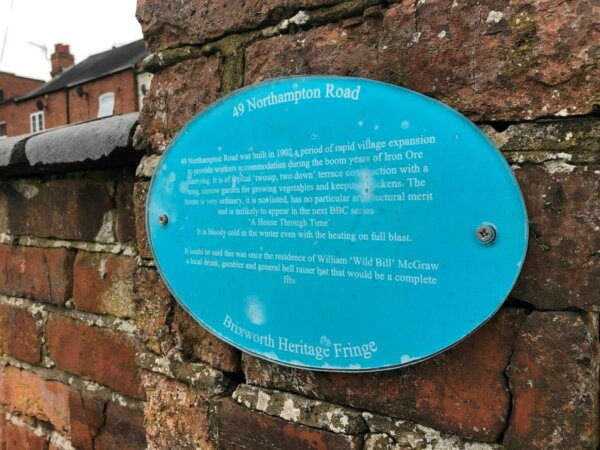 49 Northampton Road
49 Northampton Road was built in 1902 a period of rapid village expansion
to provide workers accommodation during the boom years of Iron Ore
quarrying. It is of typical 'two up, two down' terrace construction with a
long, narrow garden for growing vegetables and keeping chickens. The
house is very ordinary, it is not listed, has no particular architectoral merit
and is unlikely to appear in the next BBC series
'A House Through Time'
It is bloody cold in the winter even with the heating on full blast.
It could be said this was once the residence of William 'Wild Bill' McGraw
a local drunk, gambler and general hell raiser but that would be a complete
fib
Brixworth Heritage Fringe